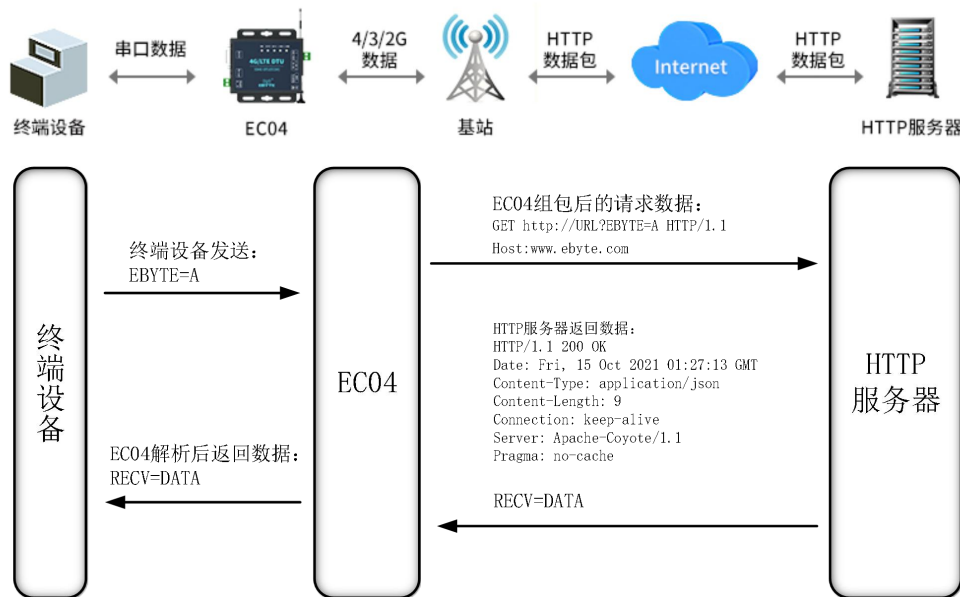 串口数据
4/3/2G
数据
HTTP
数据包
Internet
HTTP
数据包
4G/LTE DTU
终端设备
EC04
基站
HTTP服务器
EC04组包后的请求数据：
GET http://URL?EBYTE=A HTTP/1.1
Host:www.ebyte.com
终端设备发送：
EBYTE=A
终端设备
EC04
HTTP
服务器
HTTP服务器返回数据：
HTTP/1.1 200 OK
Date: Fri, 15 Oct 2021 01:27:13 GMT
Content-Type: application/json
Content-Length: 9
Connection: keep-alive
Server: Apache-Coyote/1.1
Pragma: no-cache
EC04解析后返回数据：
RECV=DATA
RECV=DATA